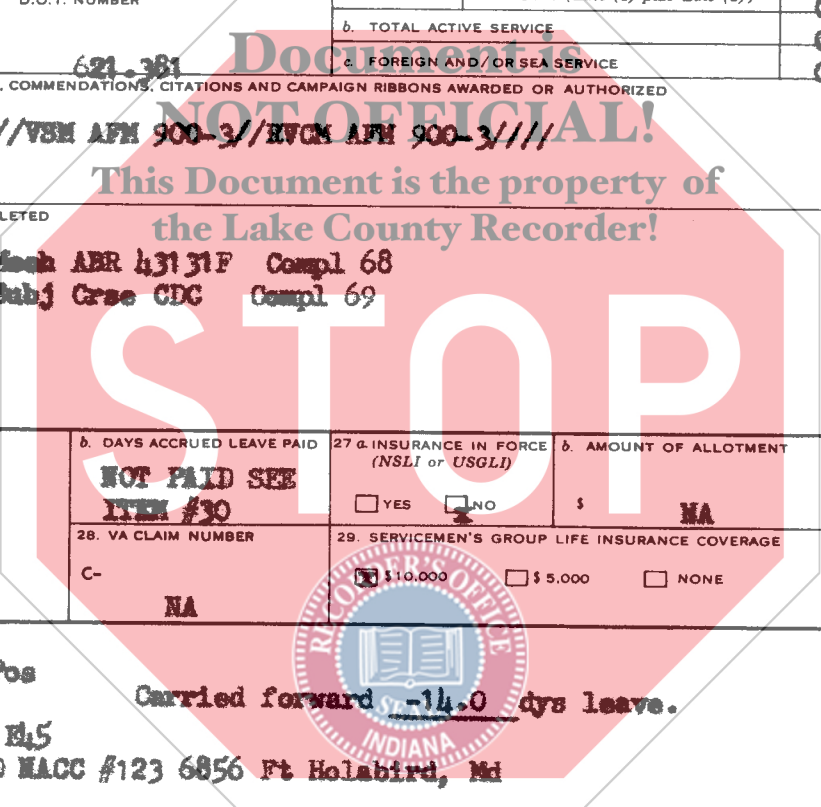 D.O.T. NUMBER
b. TOTAL ACTIVE SERVICE
621.381
c. FOREIGN AND/OR SEA SERVICE
, COMMENDATIONS, CITATIONS AND CAMPAIGN RIBBONS AWARDED OR AUTHORIZED
//VSM AFM 900-3//RVCM AFM 900-3////
Document is
NOT OFFICIAL!
This Document is the property of
the Lake County Recorder!
LETED
ABR 43131F Compl 68
Subj Crse CDC Compl 69
STOP
b. DAYS ACCRUED LEAVE PAID
NOT PAID SEE
ITEM #30
27 a. INSURANCE IN FORCE
(NSLI or USGLI)
YES NO
X
b. AMOUNT OF ALLOTMENT
$ NA
28. VA CLAIM NUMBER
C-
NA
29. SERVICEMEN'S GROUP LIFE INSURANCE COVERAGE
X $10,000 $5,000 NONE
RECORDER'S OFFICE
SEAL
INDIANA
Pos
Carried forward -14.0 dys leave.
E45
NACC #123 6856 Ft Holabird, Md